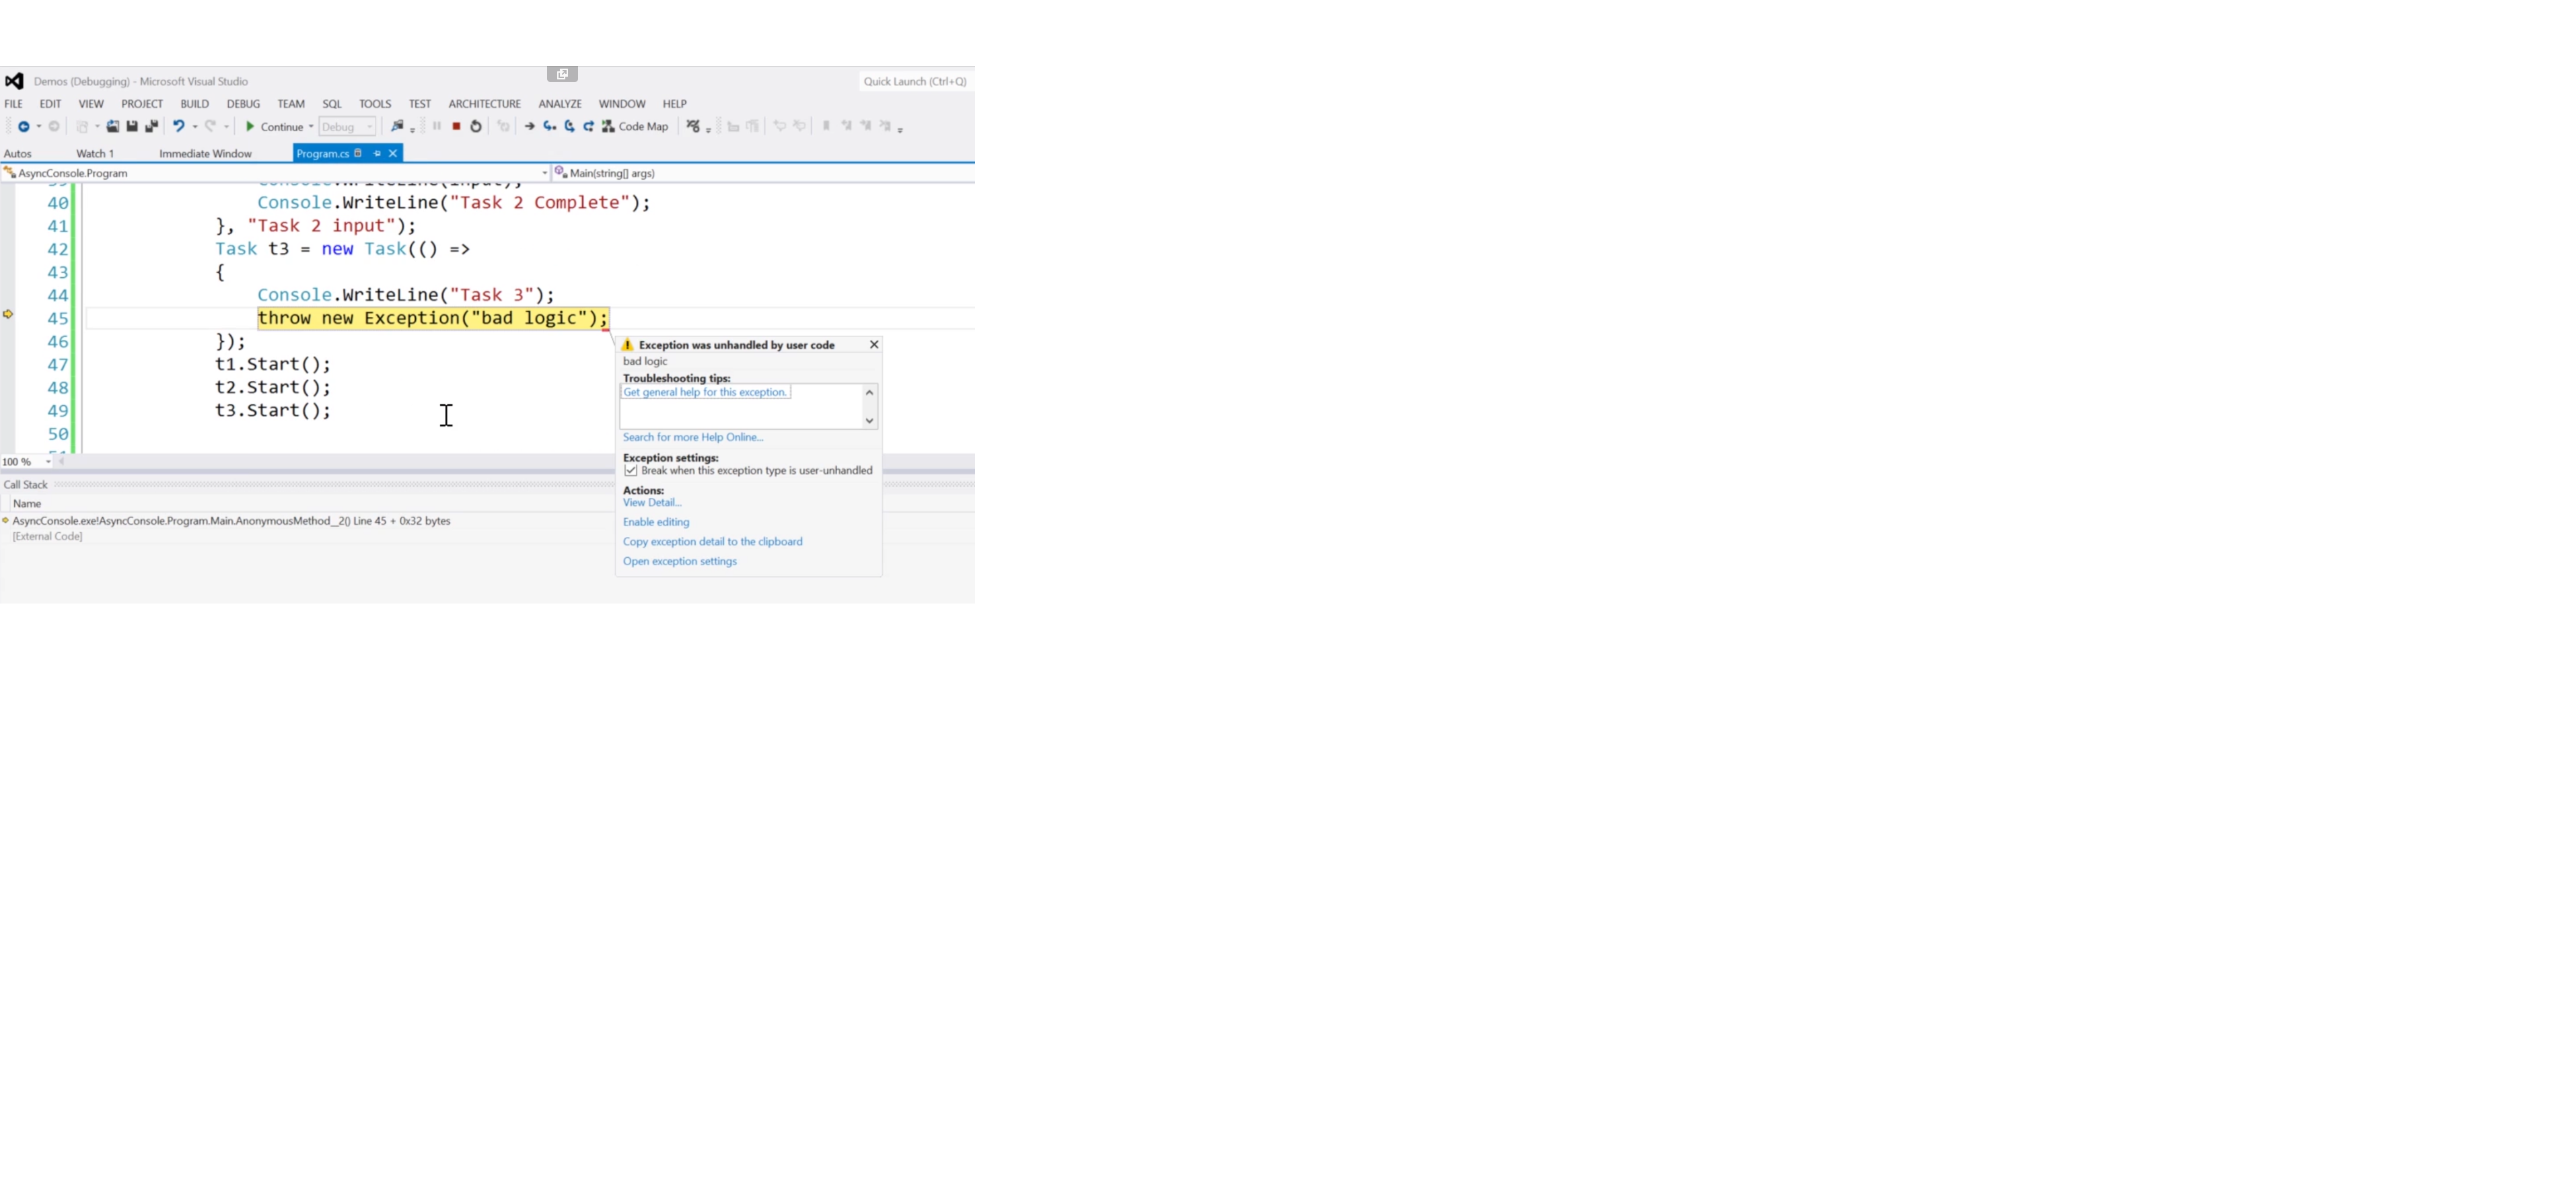 Demos (Debugging) - Microsoft Visual Studio
Quick Launch (Ctrl+Q)
FILE EDIT VIEW PROJECT BUILD DEBUG TEAM SQL TOOLS TEST ARCHITECTURE ANALYZE WINDOW HELP
Continue Debug Code Map
Autos Watch 1 Immediate Window Program.cs
AsyncConsole.Program Main(string[] args)
39 Console.WriteLine(input);
40 Console.WriteLine("Task 2 Complete");
41 }, "Task 2 input");
42 Task t3 = new Task(() =>
43 {
44 Console.WriteLine("Task 3");
45 throw new Exception("bad logic");
46 });
47 t1.Start();
48 t2.Start();
49 t3.Start();
50
Exception was unhandled by user code
bad logic
Troubleshooting tips:
Get general help for this exception.
Search for more Help Online...
Exception settings:
Break when this exception type is user-unhandled
Actions:
View Detail...
Enable editing
Copy exception detail to the clipboard
Open exception settings
100 %
Call Stack
Name
AsyncConsole.exe!AsyncConsole.Program.Main.AnonymousMethod__2() Line 45 + 0x32 bytes
[External Code]